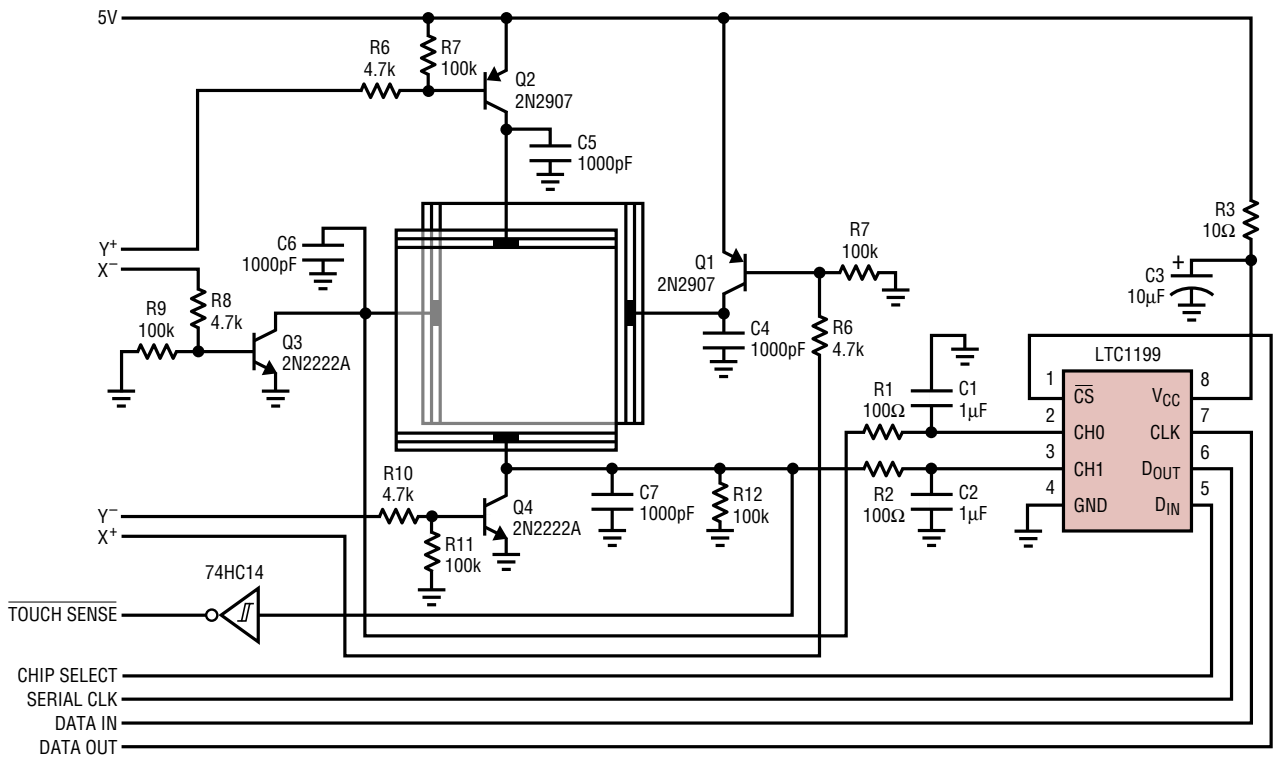 5V
R6
4.7k
R7
100k
Q2
2N2907
C5
1000pF
Y+
X–
C6
1000pF
R9
100k
R8
4.7k
Q3
2N2222A
Q1
2N2907
R7
100k
C4
1000pF
R6
4.7k
R3
10Ω
+
C3
10µF
LTC1199
R1
100Ω
C1
1µF
1
CS
2
CH0
3
CH1
4
GND
8
VCC
7
CLK
6
DOUT
5
DIN
R10
4.7k
Y–
X+
R11
100k
Q4
2N2222A
C7
1000pF
R12
100k
R2
100Ω
C2
1µF
74HC14
TOUCH SENSE
CHIP SELECT
SERIAL CLK
DATA IN
DATA OUT